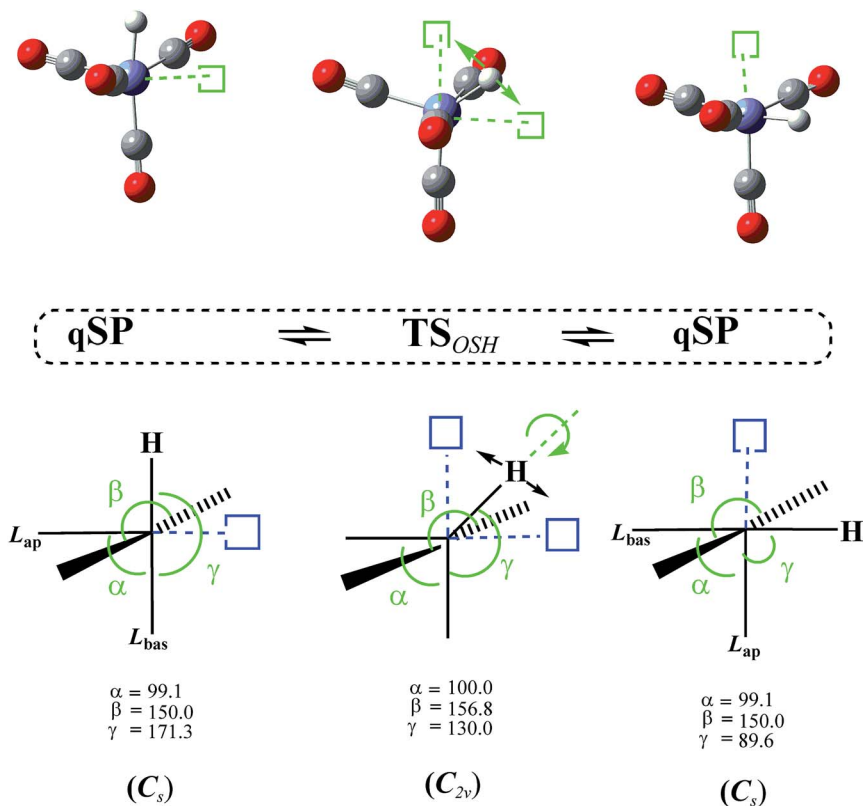 qSP ⇌ TS_OSH ⇌ qSP
H
β
L_ap
α
γ
L_bas
H
β
α
γ
β
L_bas
H
α
γ
L_ap
α = 99.1
β = 150.0
γ = 171.3
(C_s)
α = 100.0
β = 156.8
γ = 130.0
(C_2v)
α = 99.1
β = 150.0
γ = 89.6
(C_s)